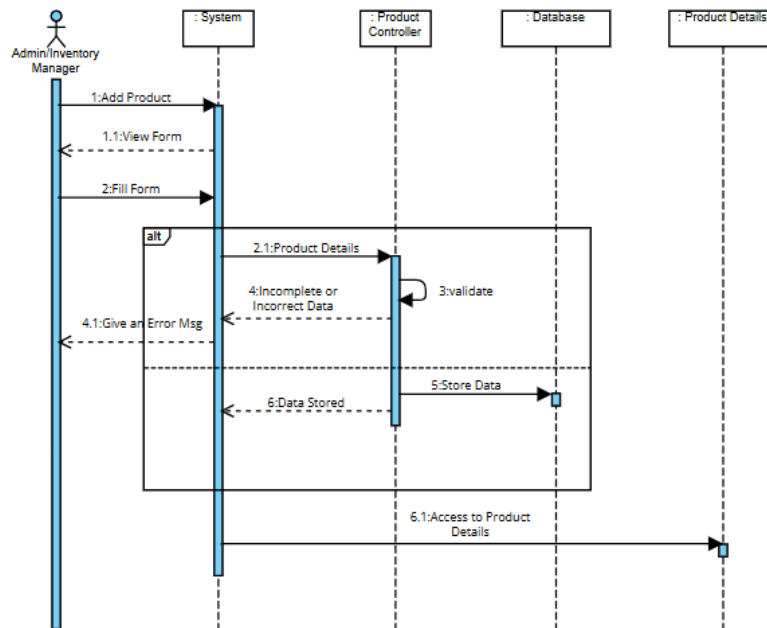 : System
: Product
Controller
: Database
: Product Details
Admin/Inventory
Manager
1:Add Product
1.1:View Form
2:Fill Form
alt
2.1:Product Details
3:validate
4:Incomplete or
Incorrect Data
4.1:Give an Error Msg
5:Store Data
6:Data Stored
6.1:Access to Product
Details